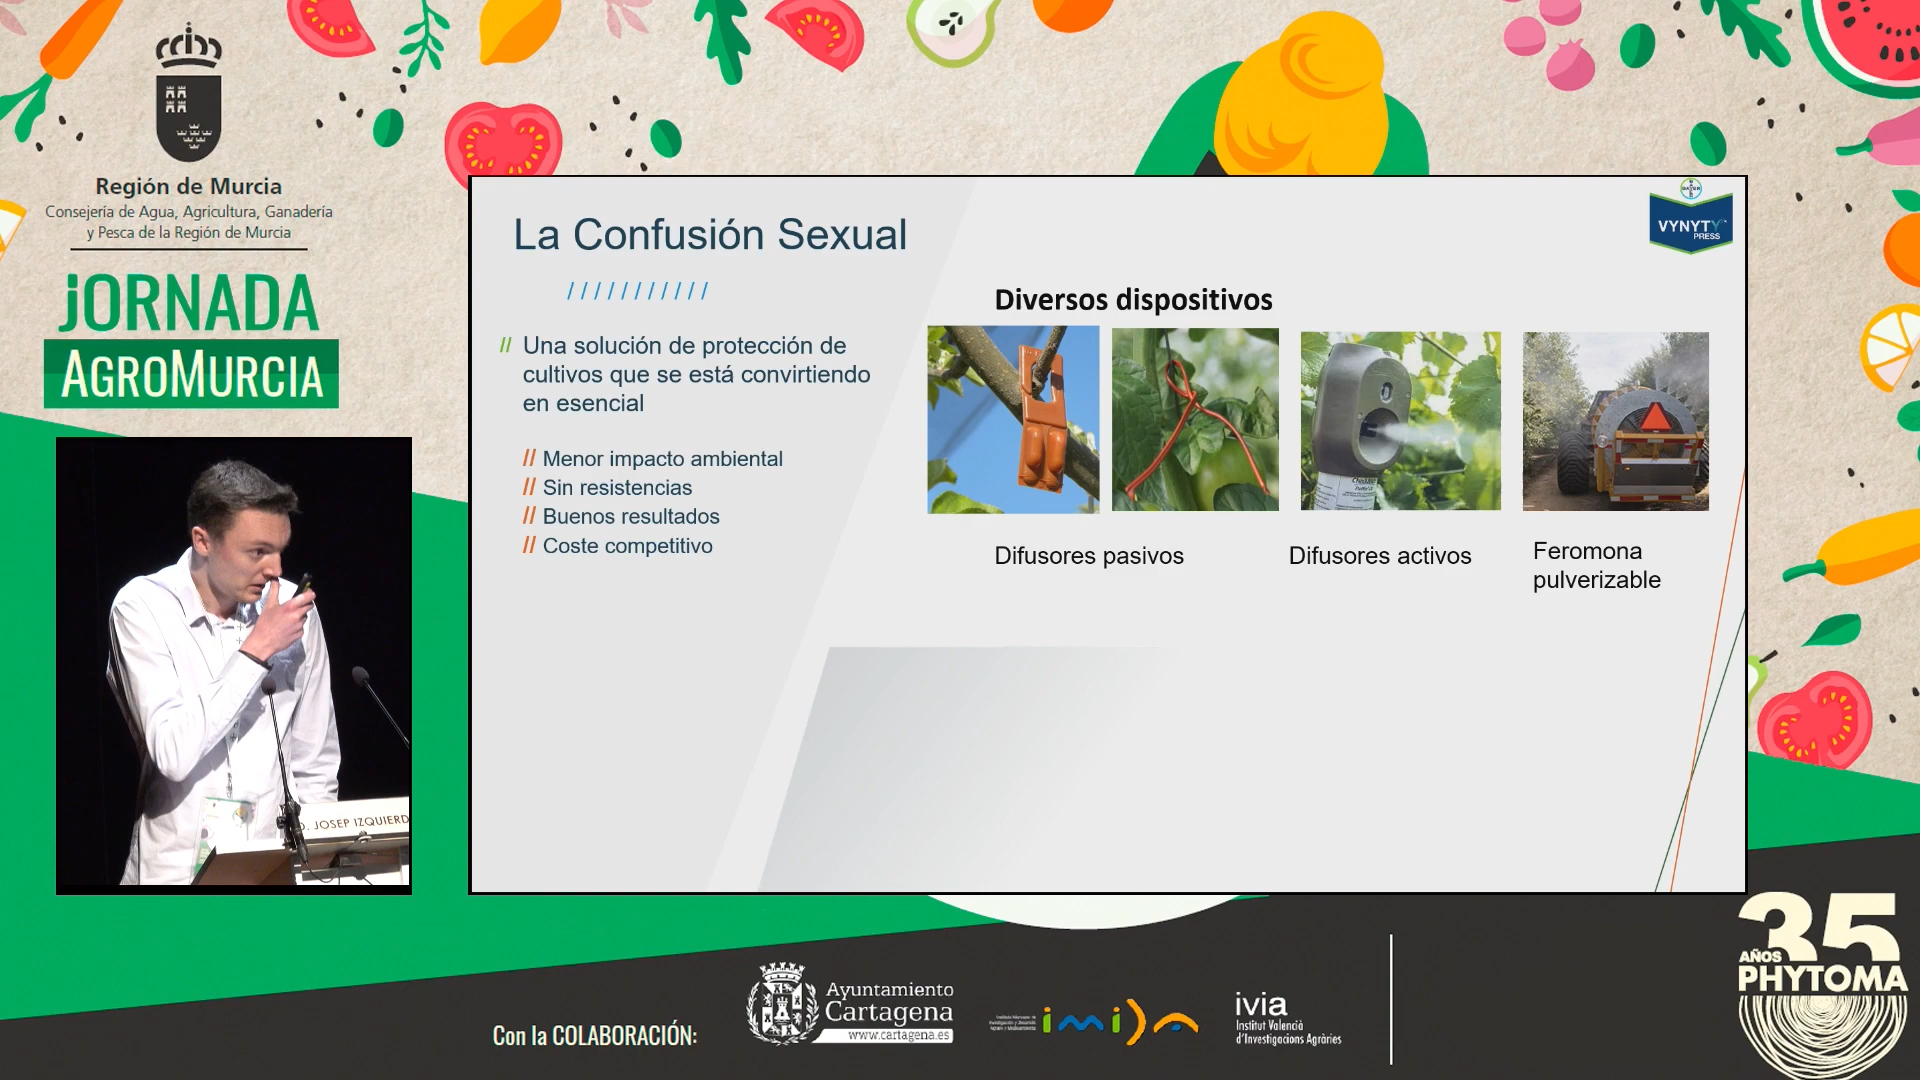 Región de Murcia
Consejería de Agua, Agricultura, Ganadería
y Pesca de la Región de Murcia
jORNADA
AGROMURCIA
La Confusión Sexual
BAYER
VYNYTY
PRESS
///////////
Diversos dispositivos
// Una solución de protección de
cultivos que se está convirtiendo
en esencial
// Menor impacto ambiental
// Sin resistencias
// Buenos resultados
// Coste competitivo
Difusores pasivos
Difusores activos
Feromona
pulverizable
D. JOSEP IZQUIERD
35
AÑOS
PHYTOMA
Con la COLABORACIÓN:
Ayuntamiento
Cartagena
www.cartagena.es
imida
ivia
Institut Valencià
d'Investigacions Agràries